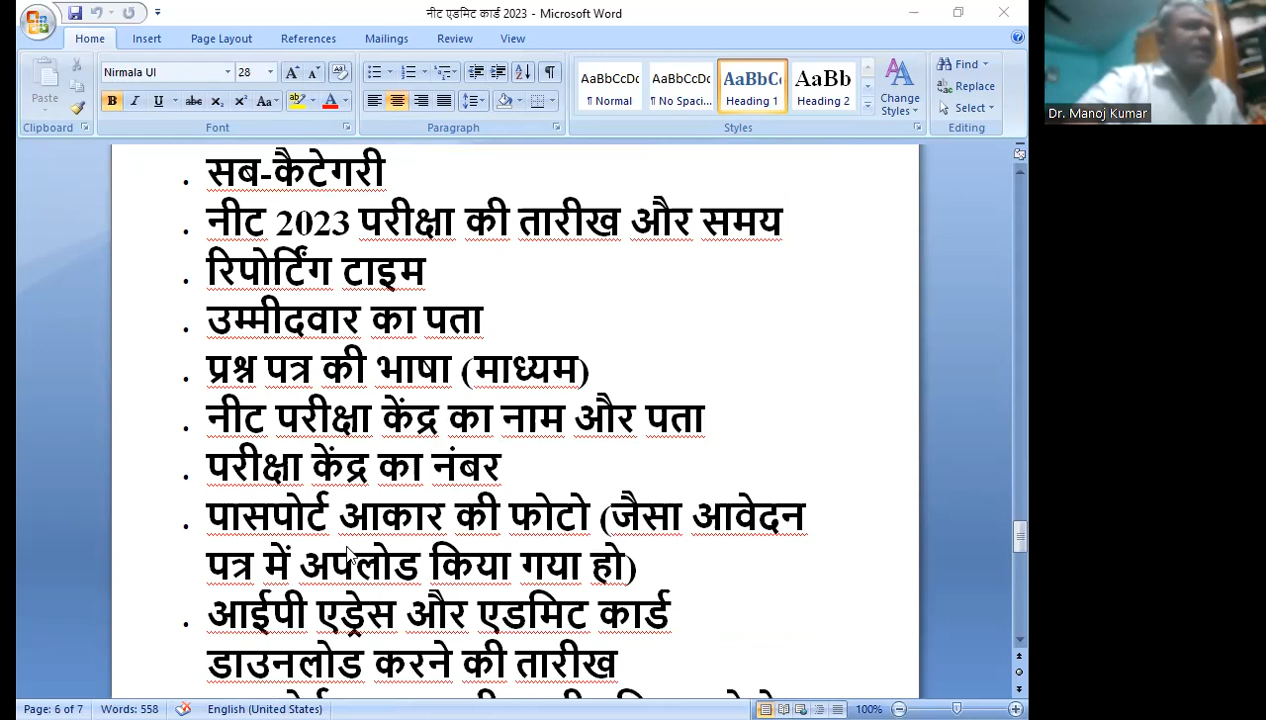 नीट एडमिट कार्ड 2023 - Microsoft Word
Home Insert Page Layout References Mailings Review View
Paste
Nirmala UI 28
AaBbCcDc AaBbCcDc AaBbCc AaBb
¶ Normal ¶ No Spaci... Heading 1 Heading 2
Change Styles
Find
Replace
Select
Clipboard Font Paragraph Styles Editing
Dr. Manoj Kumar
. सब-कैटेगरी
. नीट 2023 परीक्षा की तारीख और समय
. रिपोर्टिंग टाइम
. उम्मीदवार का पता
. प्रश्न पत्र की भाषा (माध्यम)
. नीट परीक्षा केंद्र का नाम और पता
. परीक्षा केंद्र का नंबर
. पासपोर्ट आकार की फोटो (जैसा आवेदन
पत्र में अपलोड किया गया हो)
. आईपी एड्रेस और एडमिट कार्ड
डाउनलोड करने की तारीख
Page: 6 of 7 Words: 558 English (United States) 100%